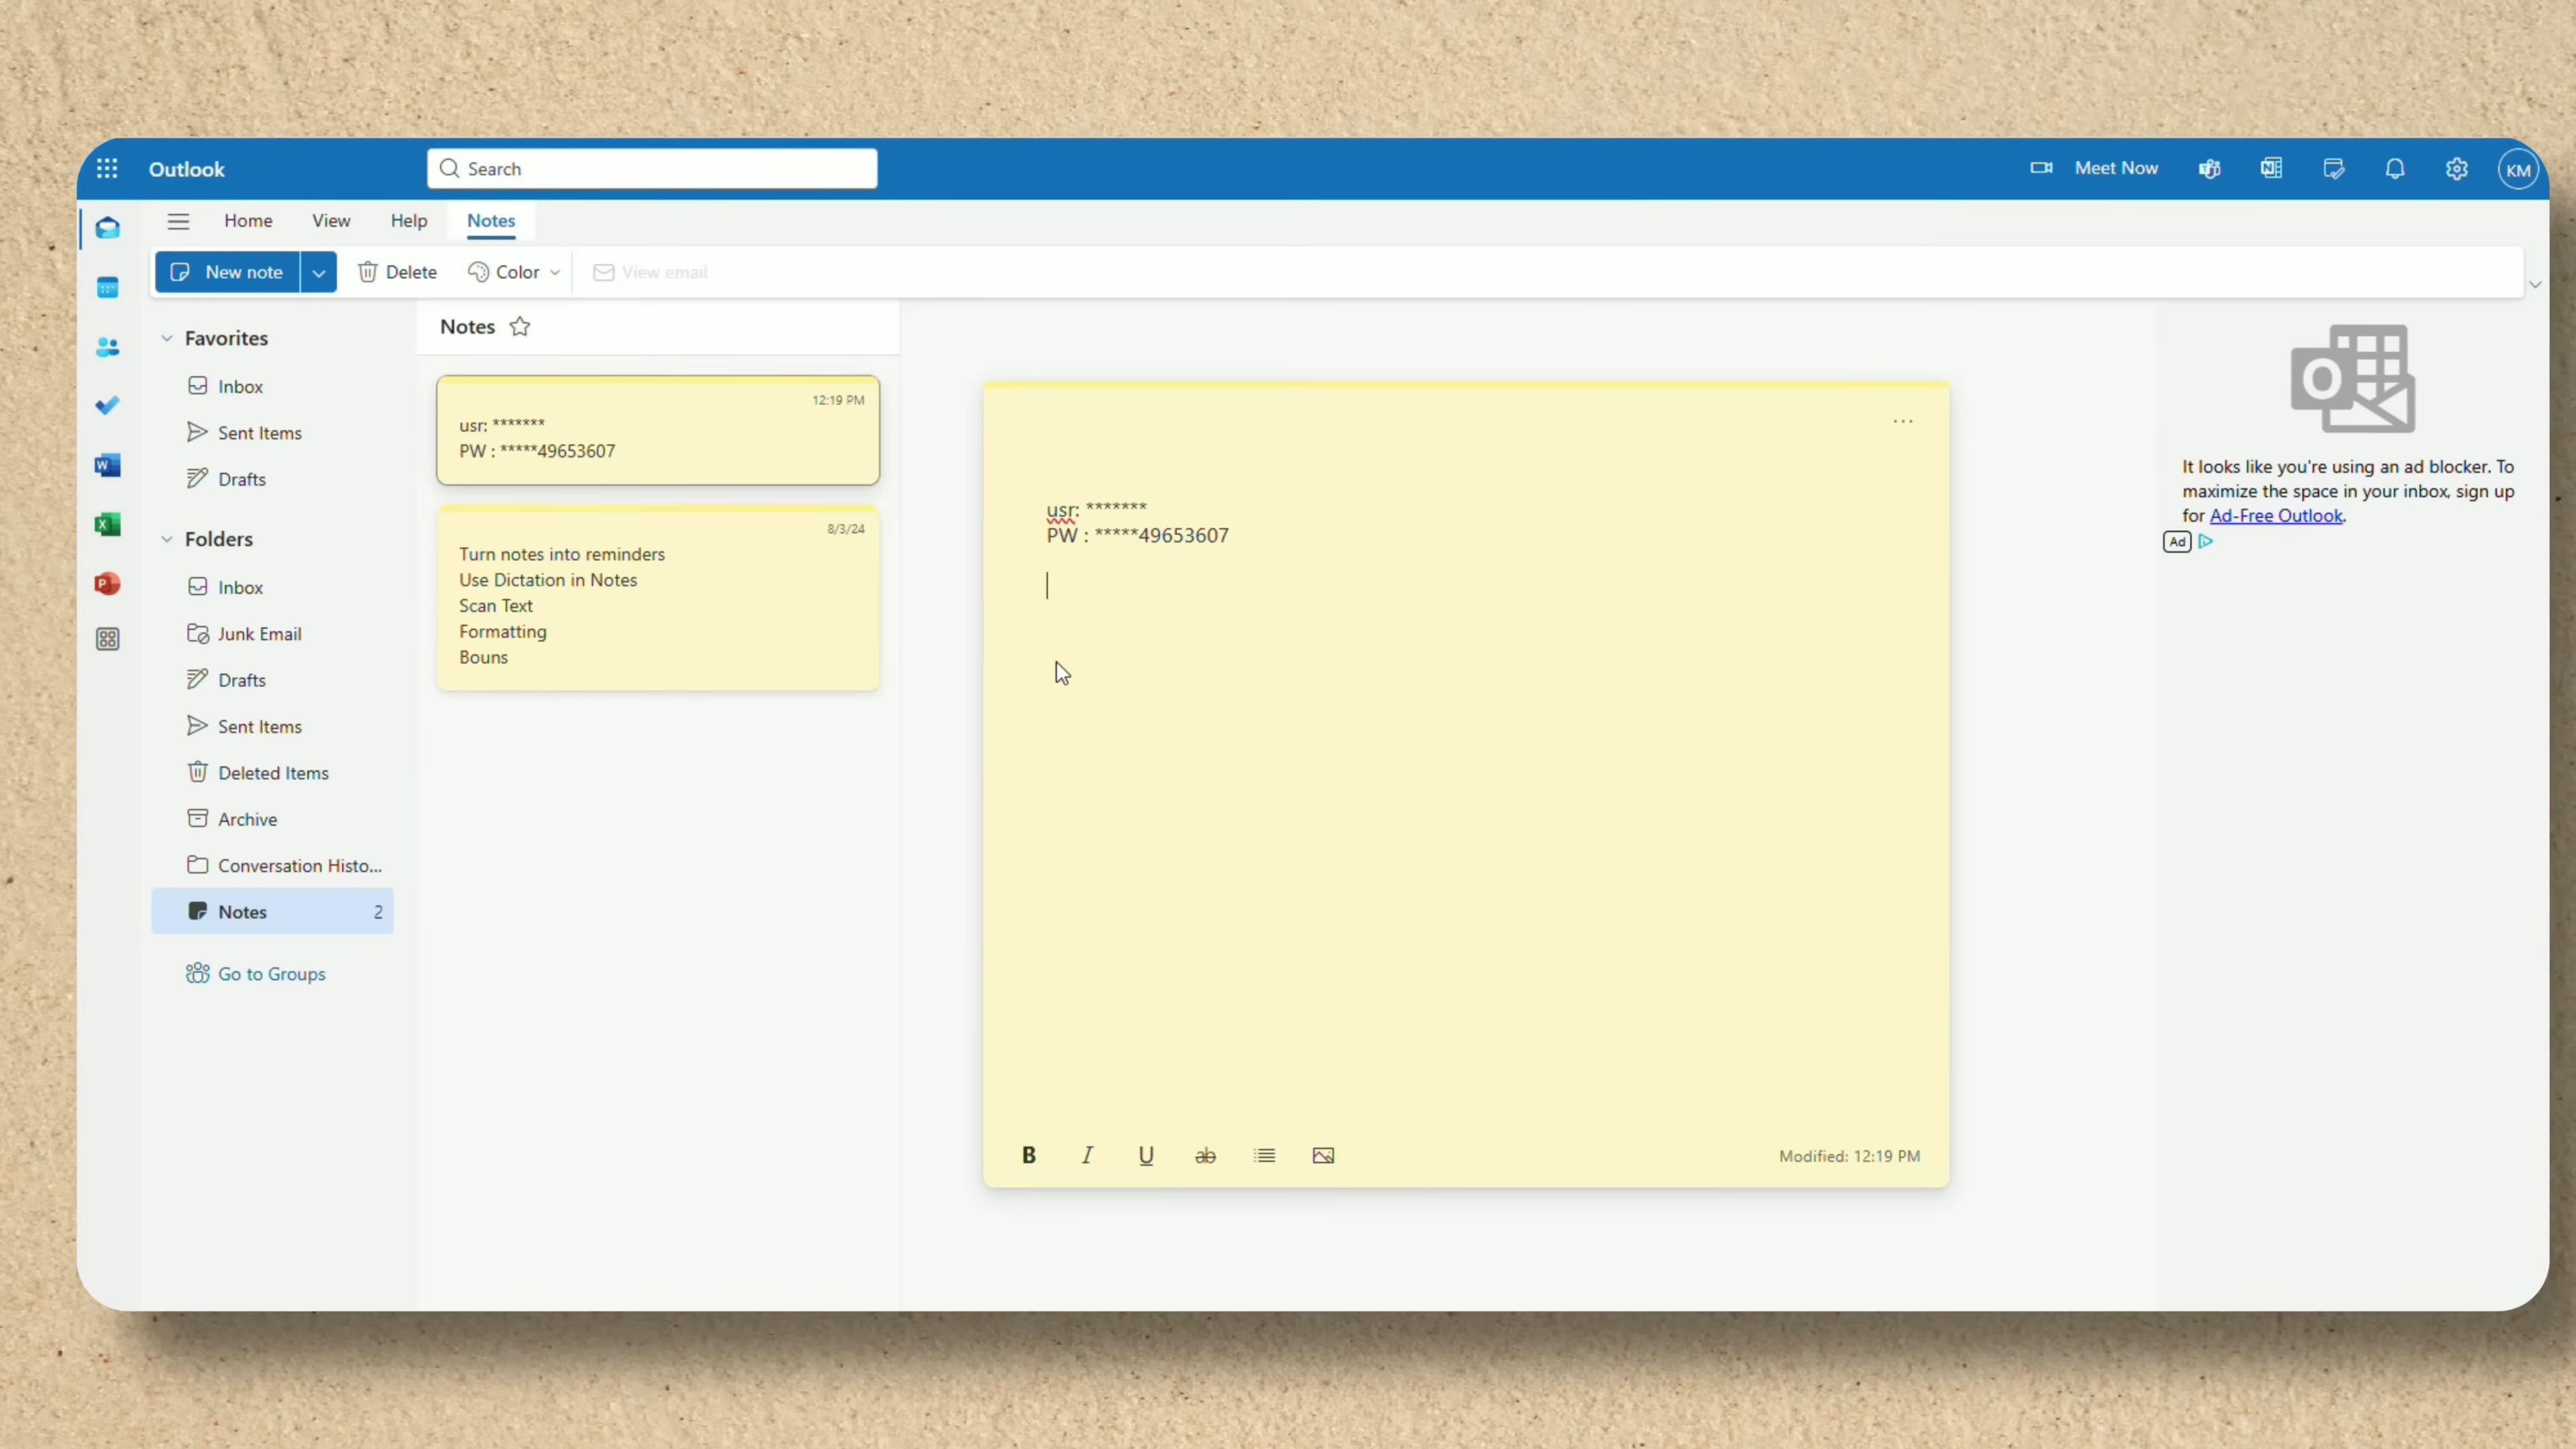 Outlook
Search
Meet Now
KM
Home
View
Help
Notes
New note
Delete
Color
View email
Favorites
Inbox
Sent Items
Drafts
Folders
Inbox
Junk Email
Drafts
Sent Items
Deleted Items
Archive
Conversation Histo...
Notes 2
Go to Groups
Notes
12:19 PM
usr: *******
PW : *****49653607
8/3/24
Turn notes into reminders
Use Dictation in Notes
Scan Text
Formatting
Bouns
usr: *******
PW : *****49653607
B I U ab
Modified: 12:19 PM
It looks like you're using an ad blocker. To
maximize the space in your inbox, sign up
for Ad-Free Outlook.
Ad